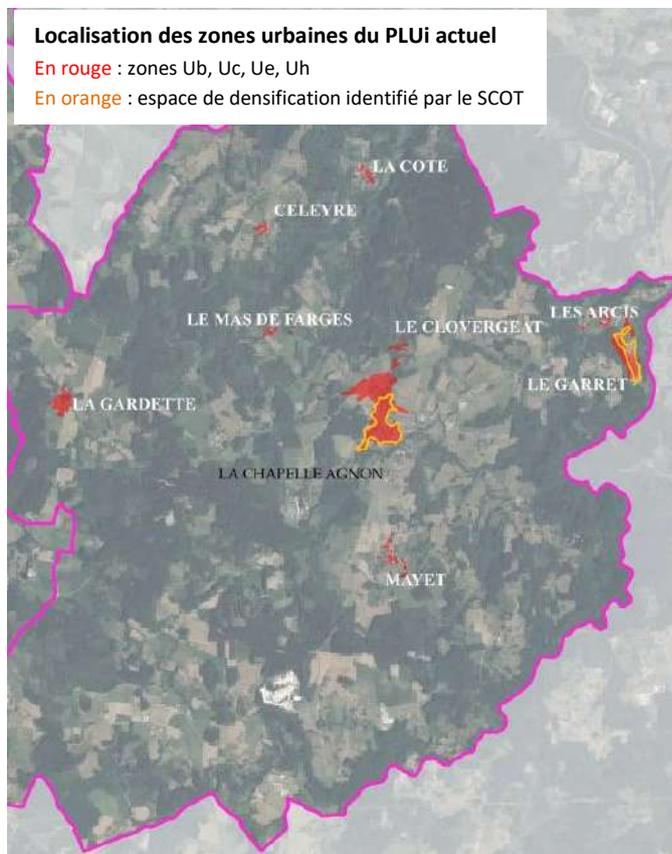 Localisation des zones urbaines du PLUi actuel
En rouge : zones Ub, Uc, Ue, Uh
En orange : espace de densification identifié par le SCOT
LA COTE
CELEYRE
LE MAS DE FARGES
LE CLOVERGEAT
LES ARCIS
LE GARRET
LA GARDETTE
LA CHAPELLE AGNON
MAYET